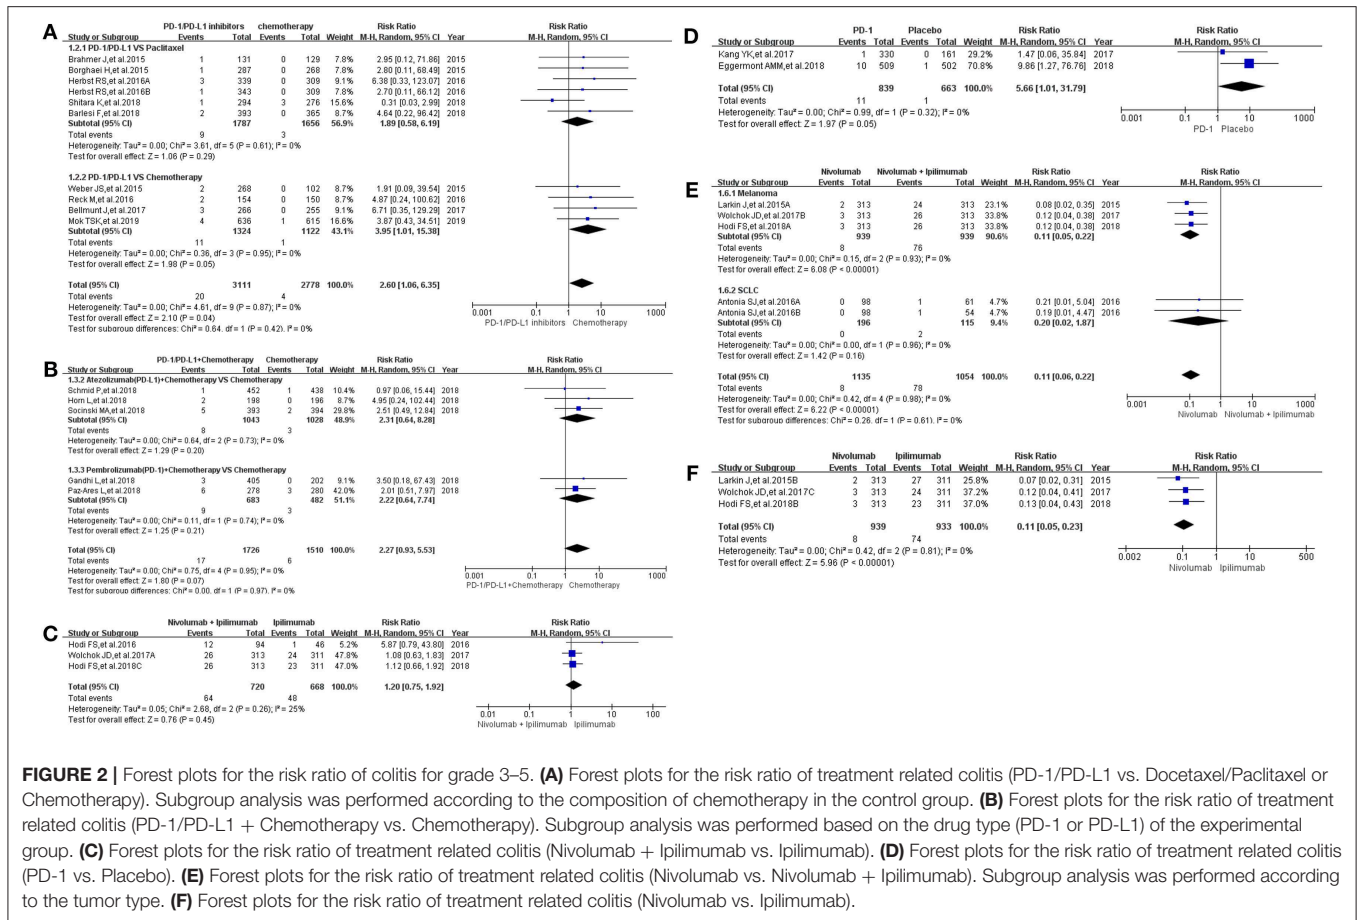 A
PD-1/PD-L1 inhibitors chemotherapy Risk Ratio Risk Ratio
Study or Subgroup Events Total Events Total Weight M-H, Random, 95% CI Year M-H, Random, 95% CI
1.2.1 PD-1/PD-L1 VS Paclitaxel
Brahmer J,et al.2015 1 131 0 129 7.8% 2.95 [0.12, 71.86] 2015
Borghaei H,et al.2015 1 287 0 268 7.8% 2.80 [0.11, 68.49] 2015
Herbst RS,et al.2016A 3 339 0 309 9.1% 6.38 [0.33, 123.07] 2016
Herbst RS,et al.2016B 1 343 0 309 7.8% 2.70 [0.11, 66.12] 2016
Shitara K,et al.2018 1 294 3 276 15.6% 0.31 [0.03, 2.99] 2018
Barlesi F,et al.2018 2 393 0 365 8.7% 4.64 [0.22, 96.42] 2018
Subtotal (95% CI) 1787 1656 56.9% 1.89 [0.58, 6.19]
Total events 9 3
Heterogeneity: Tau² = 0.00; Chi² = 3.61, df = 5 (P = 0.61); I² = 0%
Test for overall effect: Z = 1.06 (P = 0.29)
1.2.2 PD-1/PD-L1 VS Chemotherapy
Weber JS,et al.2015 2 268 0 102 8.7% 1.91 [0.09, 39.54] 2015
Reck M,et al.2016 2 154 0 150 8.7% 4.87 [0.24, 100.62] 2016
Bellmunt J,et al.2017 3 266 0 255 9.1% 6.71 [0.35, 129.29] 2017
Mok TSK,et al.2019 4 636 1 615 16.6% 3.87 [0.43, 34.51] 2019
Subtotal (95% CI) 1324 1122 43.1% 3.95 [1.01, 15.38]
Total events 11 1
Heterogeneity: Tau² = 0.00; Chi² = 0.36, df = 3 (P = 0.95); I² = 0%
Test for overall effect: Z = 1.98 (P = 0.05)
Total (95% CI) 3111 2778 100.0% 2.60 [1.06, 6.35]
Total events 20 4
Heterogeneity: Tau² = 0.00; Chi² = 4.61, df = 9 (P = 0.87); I² = 0%
Test for overall effect: Z = 2.10 (P = 0.04)
Test for subgroup differences: Chi² = 0.64, df = 1 (P = 0.42), I² = 0%
0.001 0.1 1 10 1000
PD-1/PD-L1 inhibitors Chemotherapy
B
PD-1/PD-L1+Chemotherapy Chemotherapy Risk Ratio Risk Ratio
Study or Subgroup Events Total Events Total Weight M-H, Random, 95% CI Year M-H, Random, 95% CI
1.3.2 Atezolizumab(PD-L1)+Chemotherapy VS Chemotherapy
Schmid P,et al.2018 1 452 1 438 10.4% 0.97 [0.06, 15.44] 2018
Horn L,et al.2018 2 198 0 196 8.7% 4.95 [0.24, 102.44] 2018
Socinski MA,et al.2018 5 393 2 394 29.8% 2.51 [0.49, 12.84] 2018
Subtotal (95% CI) 1043 1028 48.9% 2.31 [0.64, 8.28]
Total events 8 3
Heterogeneity: Tau² = 0.00; Chi² = 0.64, df = 2 (P = 0.73); I² = 0%
Test for overall effect: Z = 1.29 (P = 0.20)
1.3.3 Pembrolizumab(PD-1)+Chemotherapy VS Chemotherapy
Gandhi L,et al.2018 3 405 0 202 9.1% 3.50 [0.18, 67.43] 2018
Paz-Ares L,et al.2018 6 278 3 280 42.0% 2.01 [0.51, 7.97] 2018
Subtotal (95% CI) 683 482 51.1% 2.22 [0.64, 7.74]
Total events 9 3
Heterogeneity: Tau² = 0.00; Chi² = 0.11, df = 1 (P = 0.74); I² = 0%
Test for overall effect: Z = 1.25 (P = 0.21)
Total (95% CI) 1726 1510 100.0% 2.27 [0.93, 5.53]
Total events 17 6
Heterogeneity: Tau² = 0.00; Chi² = 0.75, df = 4 (P = 0.95); I² = 0%
Test for overall effect: Z = 1.80 (P = 0.07)
Test for subgroup differences: Chi² = 0.00, df = 1 (P = 0.97), I² = 0%
0.001 0.1 1 10 1000
PD-1/PD-L1+Chemotherapy Chemotherapy
C
Nivolumab + Ipilimumab Ipilimumab Risk Ratio Risk Ratio
Study or Subgroup Events Total Events Total Weight M-H, Random, 95% CI Year M-H, Random, 95% CI
Hodi FS,et al.2016 12 94 1 46 5.2% 5.87 [0.79, 43.80] 2016
Wolchok JD,et al.2017A 26 313 24 311 47.8% 1.08 [0.63, 1.83] 2017
Hodi FS,et al.2018C 26 313 23 311 47.0% 1.12 [0.66, 1.92] 2018
Total (95% CI) 720 668 100.0% 1.20 [0.75, 1.92]
Total events 64 48
Heterogeneity: Tau² = 0.05; Chi² = 2.68, df = 2 (P = 0.26); I² = 25%
Test for overall effect: Z = 0.76 (P = 0.45)
0.01 0.1 1 10 100
Nivolumab + Ipilimumab Ipilimumab
D
PD-1 Placebo Risk Ratio Risk Ratio
Study or Subgroup Events Total Events Total Weight M-H, Random, 95% CI Year M-H, Random, 95% CI
Kang YK,et al.2017 1 330 0 161 29.2% 1.47 [0.06, 35.84] 2017
Eggermont AMM,et al.2018 10 509 1 502 70.8% 9.86 [1.27, 76.76] 2018
Total (95% CI) 839 663 100.0% 5.66 [1.01, 31.79]
Total events 11 1
Heterogeneity: Tau² = 0.00; Chi² = 0.99, df = 1 (P = 0.32); I² = 0%
Test for overall effect: Z = 1.97 (P = 0.05)
0.001 0.1 1 10 1000
PD-1 Placebo
E
Nivolumab Nivolumab + Ipilimumab Risk Ratio Risk Ratio
Study or Subgroup Events Total Events Total Weight M-H, Random, 95% CI Year M-H, Random, 95% CI
1.6.1 Melanoma
Larkin J,et al.2015A 2 313 24 313 23.1% 0.08 [0.02, 0.35] 2015
Wolchok JD,et al.2017B 3 313 26 313 33.8% 0.12 [0.04, 0.38] 2017
Hodi FS,et al.2018A 3 313 26 313 33.8% 0.12 [0.04, 0.38] 2018
Subtotal (95% CI) 939 939 90.6% 0.11 [0.05, 0.22]
Total events 8 76
Heterogeneity: Tau² = 0.00; Chi² = 0.15, df = 2 (P = 0.93); I² = 0%
Test for overall effect: Z = 6.08 (P < 0.00001)
1.6.2 SCLC
Antonia SJ,et al.2016A 0 98 1 61 4.7% 0.21 [0.01, 5.04] 2016
Antonia SJ,et al.2016B 0 98 1 54 4.7% 0.19 [0.01, 4.47] 2016
Subtotal (95% CI) 196 115 9.4% 0.20 [0.02, 1.87]
Total events 0 2
Heterogeneity: Tau² = 0.00; Chi² = 0.00, df = 1 (P = 0.96); I² = 0%
Test for overall effect: Z = 1.42 (P = 0.16)
Total (95% CI) 1135 1054 100.0% 0.11 [0.06, 0.22]
Total events 8 78
Heterogeneity: Tau² = 0.00; Chi² = 0.42, df = 4 (P = 0.98); I² = 0%
Test for overall effect: Z = 6.22 (P < 0.00001)
Test for subgroup differences: Chi² = 0.26, df = 1 (P = 0.61), I² = 0%
0.001 0.1 1 10 1000
Nivolumab Nivolumab + Ipilimumab
F
Nivolumab Ipilimumab Risk Ratio Risk Ratio
Study or Subgroup Events Total Events Total Weight M-H, Random, 95% CI Year M-H, Random, 95% CI
Larkin J,et al.2015B 2 313 27 311 25.8% 0.07 [0.02, 0.31] 2015
Wolchok JD,et al.2017C 3 313 24 311 37.2% 0.12 [0.04, 0.41] 2017
Hodi FS,et al.2018B 3 313 23 311 37.0% 0.13 [0.04, 0.43] 2018
Total (95% CI) 939 933 100.0% 0.11 [0.05, 0.23]
Total events 8 74
Heterogeneity: Tau² = 0.00; Chi² = 0.42, df = 2 (P = 0.81); I² = 0%
Test for overall effect: Z = 5.96 (P < 0.00001)
0.002 0.1 1 10 500
Nivolumab Ipilimumab
FIGURE 2 | Forest plots for the risk ratio of colitis for grade 3–5. (A) Forest plots for the risk ratio of treatment related colitis (PD-1/PD-L1 vs. Docetaxel/Paclitaxel or
Chemotherapy). Subgroup analysis was performed according to the composition of chemotherapy in the control group. (B) Forest plots for the risk ratio of treatment
related colitis (PD-1/PD-L1 + Chemotherapy vs. Chemotherapy). Subgroup analysis was performed based on the drug type (PD-1 or PD-L1) of the experimental
group. (C) Forest plots for the risk ratio of treatment related colitis (Nivolumab + Ipilimumab vs. Ipilimumab). (D) Forest plots for the risk ratio of treatment related colitis
(PD-1 vs. Placebo). (E) Forest plots for the risk ratio of treatment related colitis (Nivolumab vs. Nivolumab + Ipilimumab). Subgroup analysis was performed according
to the tumor type. (F) Forest plots for the risk ratio of treatment related colitis (Nivolumab vs. Ipilimumab).